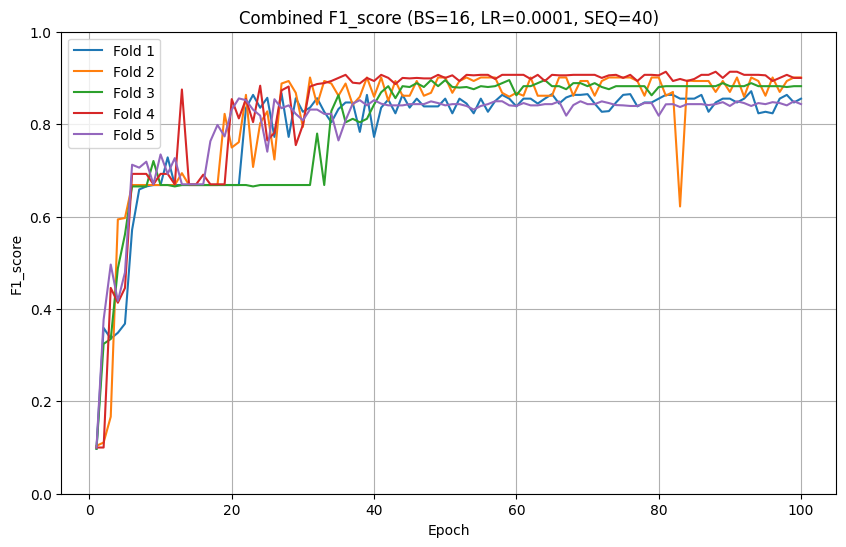 Combined F1_score (BS=16, LR=0.0001, SEQ=40)
Fold 1
Fold 2
Fold 3
Fold 4
Fold 5
F1_score
1.0
0.8
0.6
0.4
0.2
0.0
0
20
40
60
80
100
Epoch